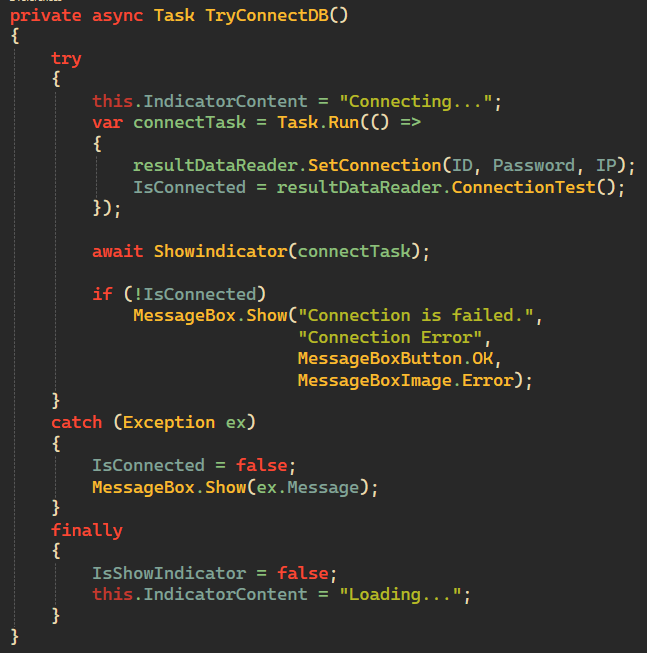 private async Task TryConnectDB()
{
try
{
this.IndicatorContent = "Connecting...";
var connectTask = Task.Run(() =>
{
resultDataReader.SetConnection(ID, Password, IP);
IsConnected = resultDataReader.ConnectionTest();
});
await Showindicator(connectTask);
if (!IsConnected)
MessageBox.Show("Connection is failed.",
"Connection Error",
MessageBoxButton.OK,
MessageBoxImage.Error);
}
catch (Exception ex)
{
IsConnected = false;
MessageBox.Show(ex.Message);
}
finally
{
IsShowIndicator = false;
this.IndicatorContent = "Loading...";
}
}